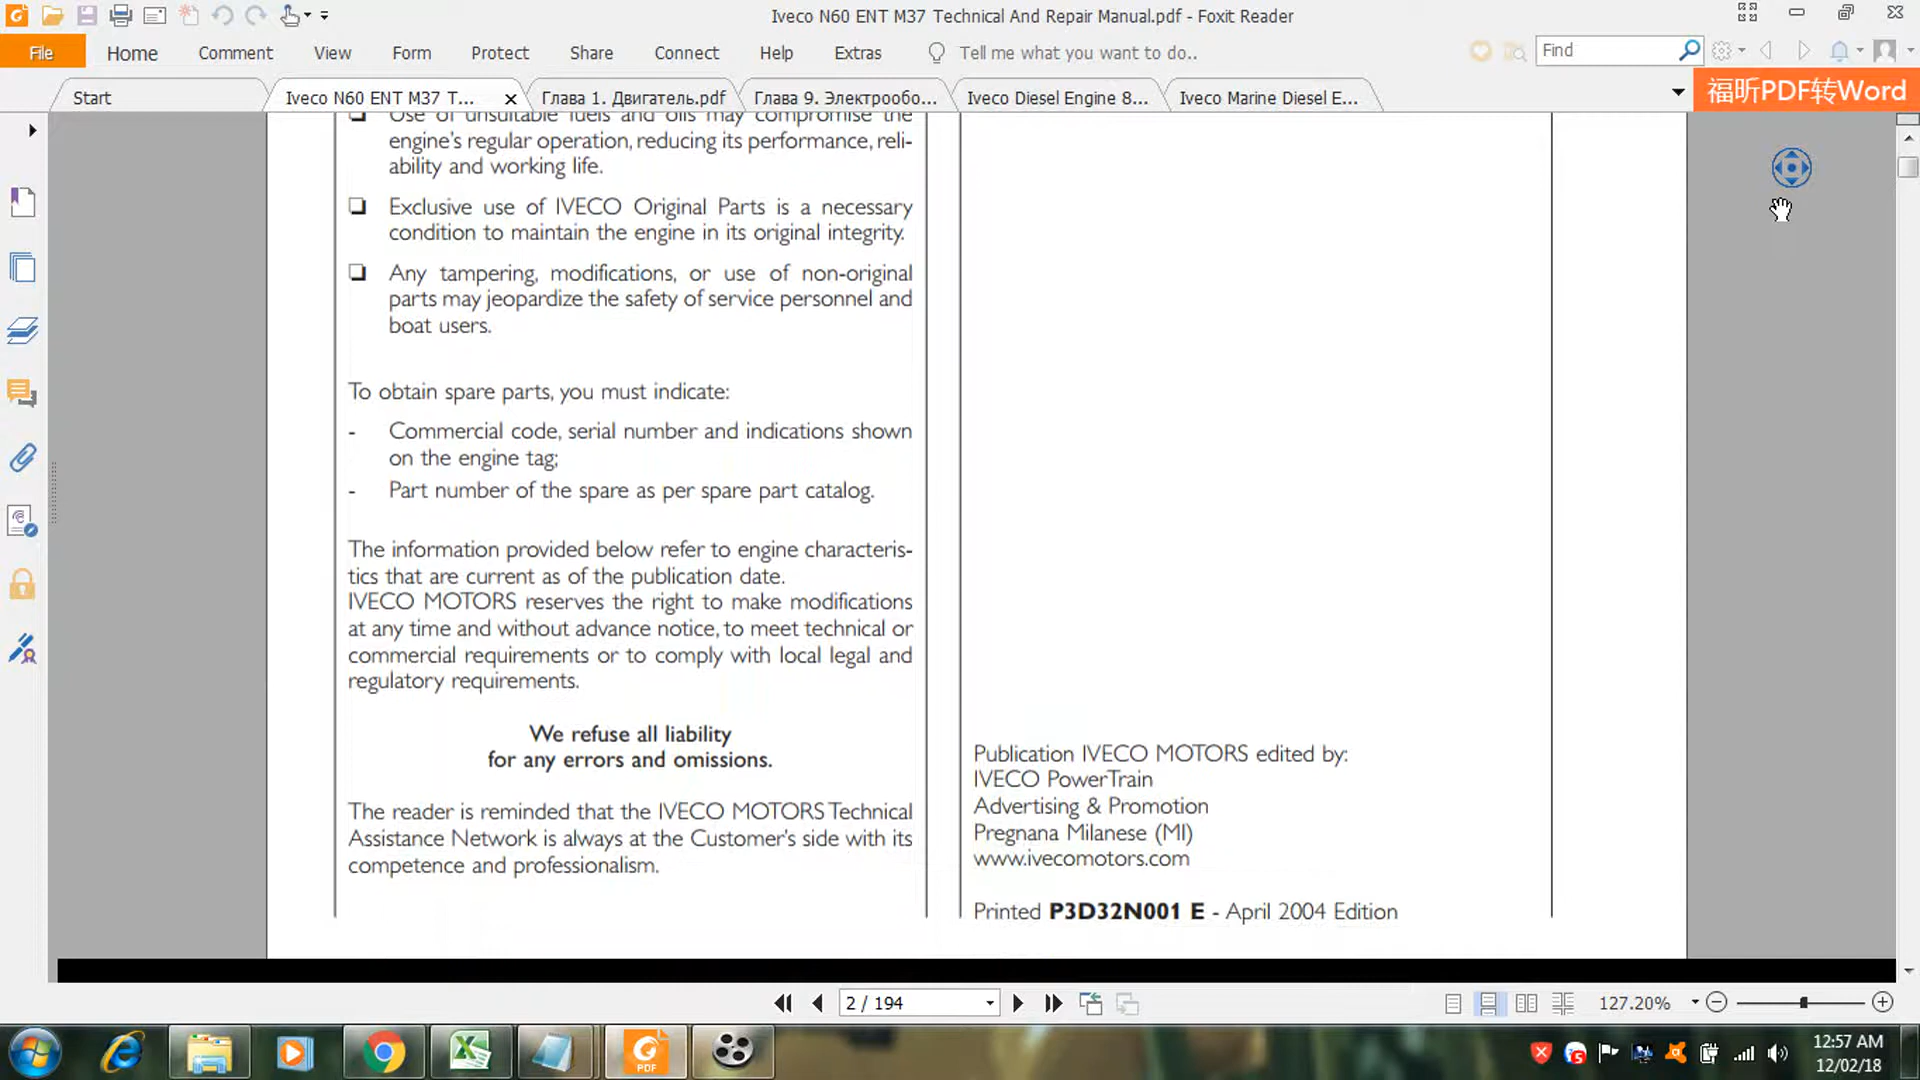 Iveco N60 ENT M37 Technical And Repair Manual.pdf - Foxit Reader
File
Home
Comment
View
Form
Protect
Share
Connect
Help
Extras
Tell me what you want to do..
Find
Start
Iveco N60 ENT M37 T...
Глава 1. Двигатель.pdf
Глава 9. Электрообо...
Iveco Diesel Engine 8...
Iveco Marine Diesel E...
福昕PDF转Word
Use of unsuitable fuels and oils may compromise the
engine's regular operation, reducing its performance, reli-
ability and working life.
Exclusive use of IVECO Original Parts is a necessary
condition to maintain the engine in its original integrity.
Any tampering, modifications, or use of non-original
parts may jeopardize the safety of service personnel and
boat users.
To obtain spare parts, you must indicate:
- Commercial code, serial number and indications shown
on the engine tag;
- Part number of the spare as per spare part catalog.
The information provided below refer to engine characteris-
tics that are current as of the publication date.
IVECO MOTORS reserves the right to make modifications
at any time and without advance notice, to meet technical or
commercial requirements or to comply with local legal and
regulatory requirements.
We refuse all liability
for any errors and omissions.
The reader is reminded that the IVECO MOTORS Technical
Assistance Network is always at the Customer's side with its
competence and professionalism.
Publication IVECO MOTORS edited by:
IVECO PowerTrain
Advertising & Promotion
Pregnana Milanese (MI)
www.ivecomotors.com
Printed P3D32N001 E - April 2004 Edition
2 / 194
127.20%
PDF
12:57 AM
12/02/18